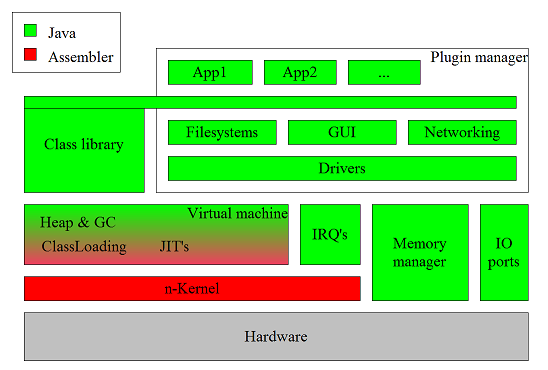 Java
Assembler
Plugin manager
App1
App2
...
Class library
Filesystems
GUI
Networking
Drivers
Virtual machine
Heap & GC
ClassLoading
JIT's
IRQ's
Memory
manager
IO
ports
n-Kernel
Hardware